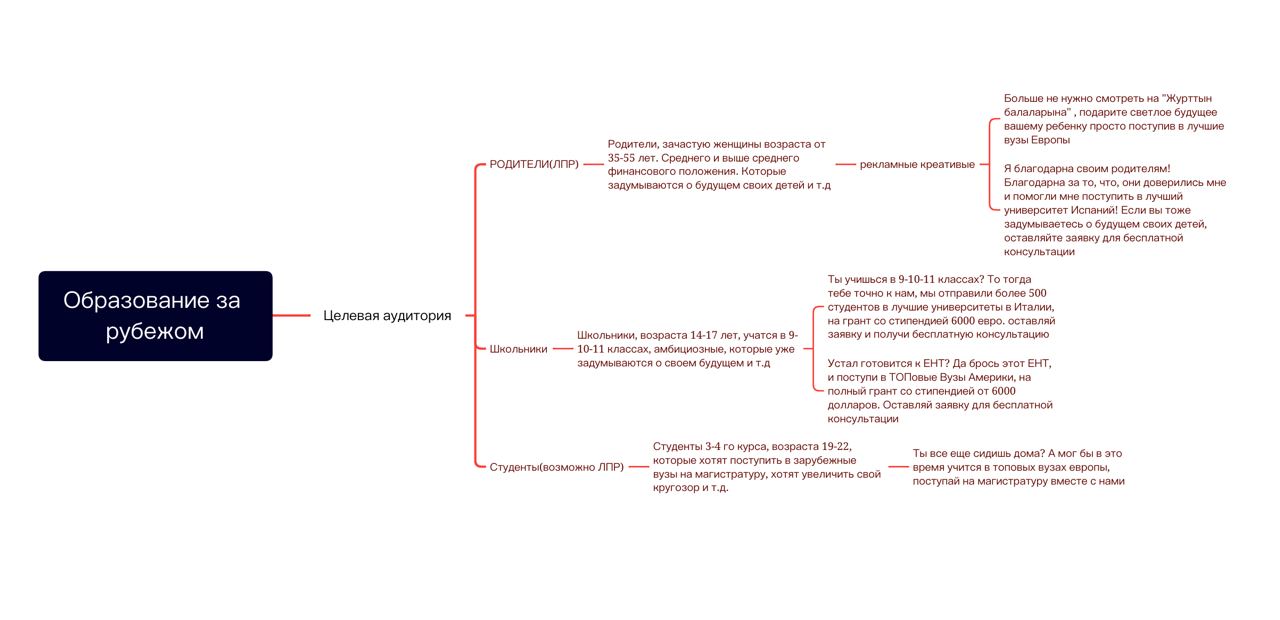 Образование за
рубежом
Целевая аудитория
РОДИТЕЛИ(ЛПР)
Родители, зачастую женщины возраста от
35-55 лет. Среднего и выше среднего
финансового положения. Которые
задумываются о будущем своих детей и т.д
рекламные креативые
Больше не нужно смотреть на "Журттын
балаларына" , подарите светлое будущее
вашему ребенку просто поступив в лучшие
вузы Европы
Я благодарна своим родителям!
Благодарна за то, что, они доверились мне
и помогли мне поступить в лучший
университет Испаний! Если вы тоже
задумываетесь о будущем своих детей,
оставляйте заявку для бесплатной
консультации
Школьники
Школьники, возраста 14-17 лет, учатся в 9-
10-11 классах, амбициозные, которые уже
задумываются о своем будущем и т.д
Ты учишься в 9-10-11 классах? То тогда
тебе точно к нам, мы отправили более 500
студентов в лучшие университеты в Италии,
на грант со стипендией 6000 евро. оставляй
заявку и получи бесплатную консультацию
Устал готовится к ЕНТ? Да брось этот ЕНТ,
и поступи в ТОПовые Вузы Америки, на
полный грант со стипендией от 6000
долларов. Оставляй заявку для бесплатной
консультации
Студенты(возможно ЛПР)
Студенты 3-4 го курса, возраста 19-22,
которые хотят поступить в зарубежные
вузы на магистратуру, хотят увеличить свой
кругозор и т.д.
Ты все еще сидишь дома? А мог бы в это
время учится в топовых вузах европы,
поступай на магистратуру вместе с нами